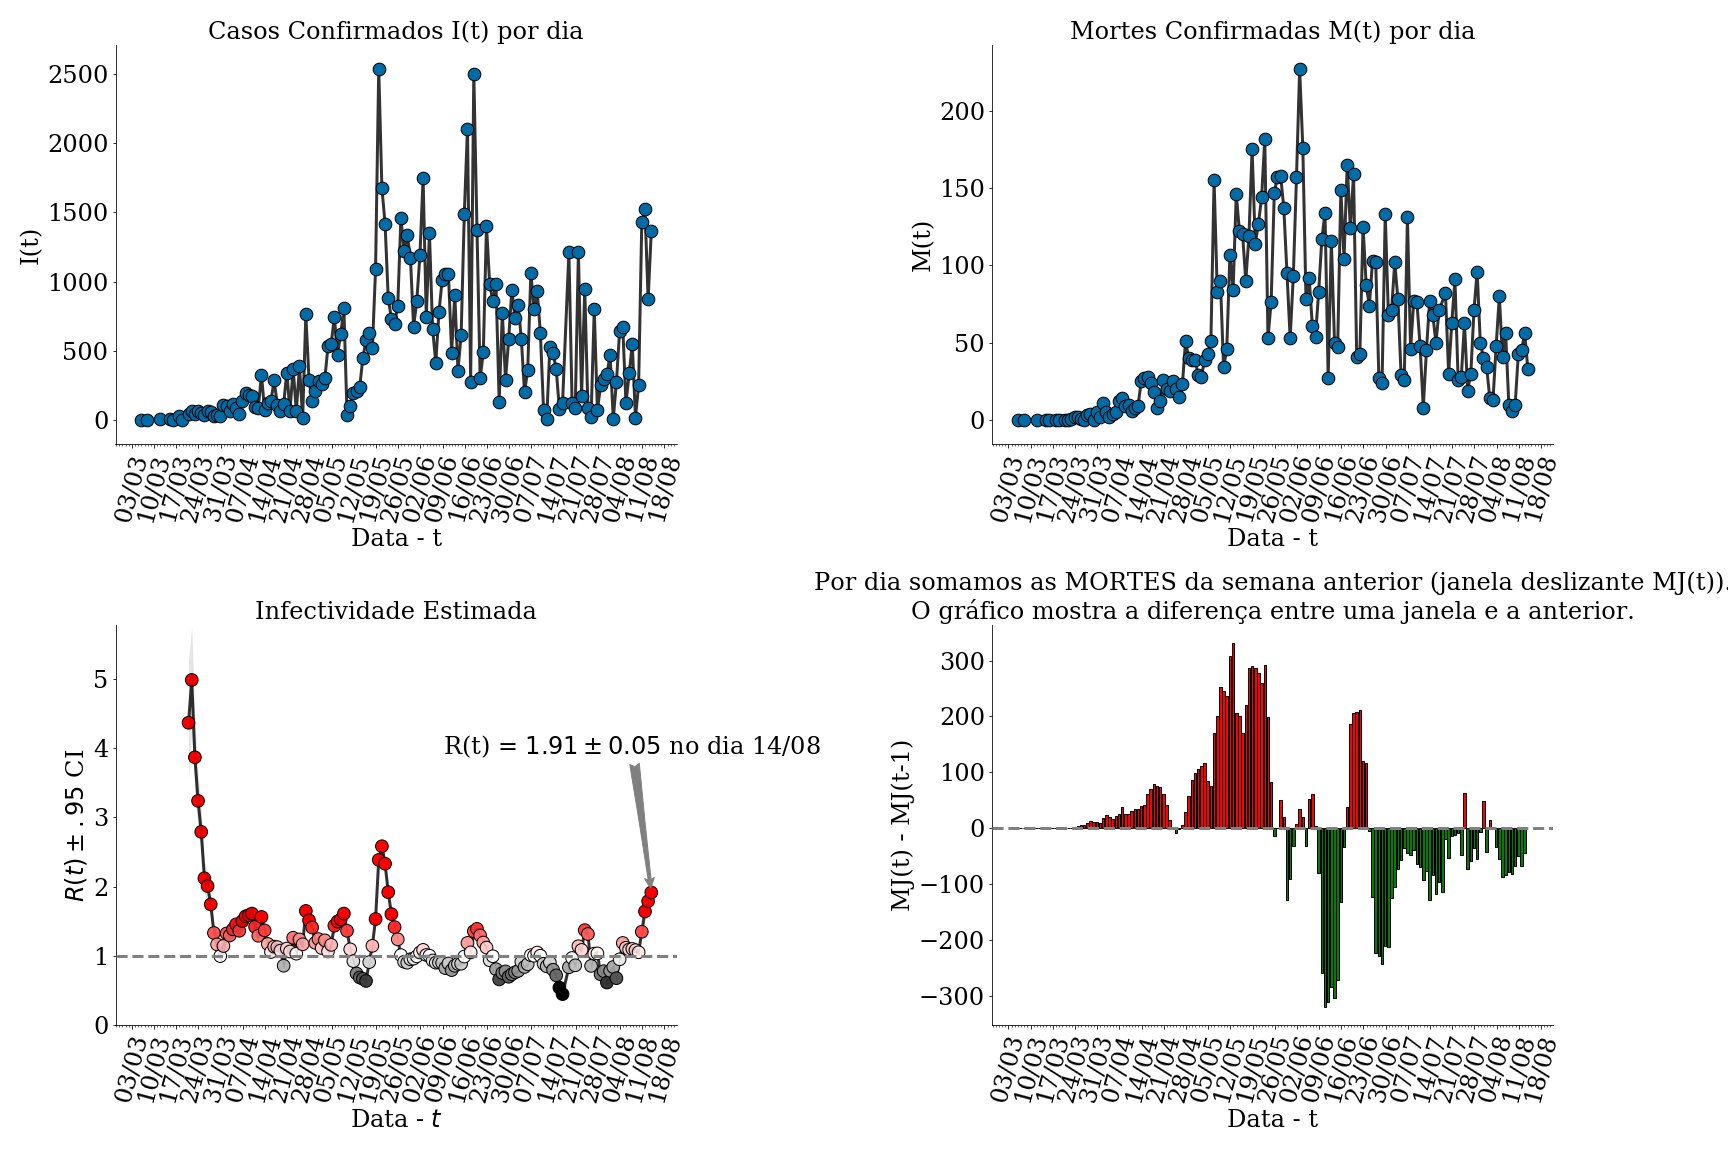 Casos Confirmados I(t) por dia
I(t)
2500
2000
1500
1000
500
0
03/03 10/03 17/03 24/03 31/03 07/04 14/04 21/04 28/04 05/05 12/05 19/05 26/05 02/06 09/06 16/06 23/06 30/06 07/07 14/07 21/07 28/07 04/08 11/08 18/08
Data - t
Mortes Confirmadas M(t) por dia
M(t)
200
150
100
50
0
03/03 10/03 17/03 24/03 31/03 07/04 14/04 21/04 28/04 05/05 12/05 19/05 26/05 02/06 09/06 16/06 23/06 30/06 07/07 14/07 21/07 28/07 04/08 11/08 18/08
Data - t
Infectividade Estimada
R(t) ± .95 CI
5
4
3
2
1
0
R(t) = 1.91 ± 0.05 no dia 14/08
03/03 10/03 17/03 24/03 31/03 07/04 14/04 21/04 28/04 05/05 12/05 19/05 26/05 02/06 09/06 16/06 23/06 30/06 07/07 14/07 21/07 28/07 04/08 11/08 18/08
Data - t
Por dia somamos as MORTES da semana anterior (janela deslizante MJ(t)).
O gráfico mostra a diferença entre uma janela e a anterior.
MJ(t) - MJ(t-1)
300
200
100
0
−100
−200
−300
03/03 10/03 17/03 24/03 31/03 07/04 14/04 21/04 28/04 05/05 12/05 19/05 26/05 02/06 09/06 16/06 23/06 30/06 07/07 14/07 21/07 28/07 04/08 11/08 18/08
Data - t